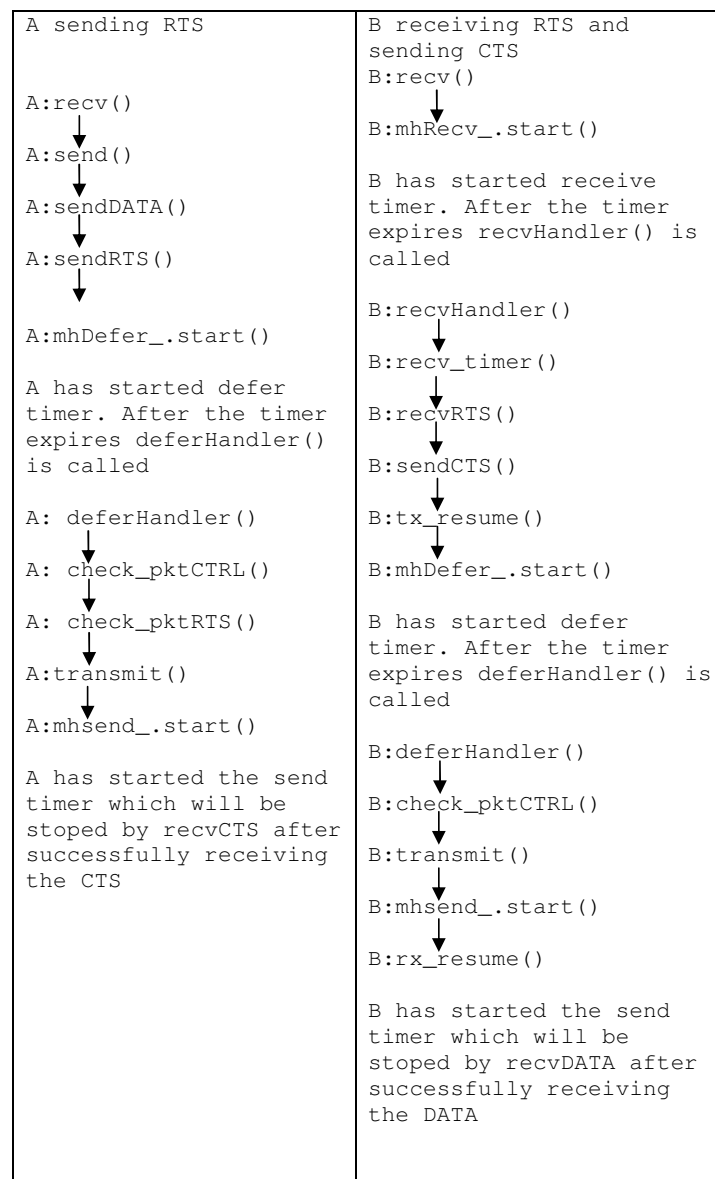 A sending RTS
A:recv()
A:send()
A:sendDATA()
A:sendRTS()
A:mhDefer_.start()
A has started defer
timer. After the timer
expires deferHandler()
is called
A: deferHandler()
A: check_pktCTRL()
A: check_pktRTS()
A:transmit()
A:mhsend_.start()
A has started the send
timer which will be
stoped by recvCTS after
successfully receiving
the CTS
B receiving RTS and
sending CTS
B:recv()
B:mhRecv_.start()
B has started receive
timer. After the timer
expires recvHandler() is
called
B:recvHandler()
B:recv_timer()
B:recvRTS()
B:sendCTS()
B:tx_resume()
B:mhDefer_.start()
B has started defer
timer. After the timer
expires deferHandler() is
called
B:deferHandler()
B:check_pktCTRL()
B:transmit()
B:mhsend_.start()
B:rx_resume()
B has started the send
timer which will be
stoped by recvDATA after
successfully receiving
the DATA